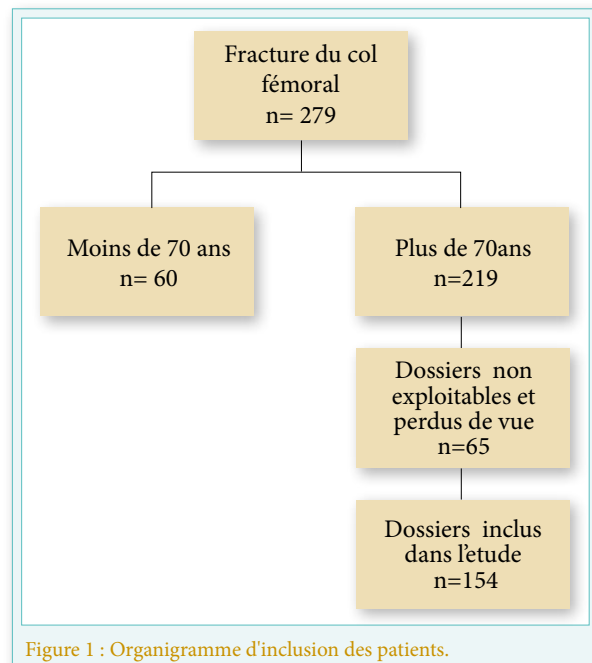 Fracture du col
fémoral
n= 279
Moins de 70 ans
n= 60
Plus de 70ans
n=219
Dossiers non
exploitables et
perdus de vue
n=65
Dossiers inclus
dans l'etude
n=154
Figure 1 : Organigramme d'inclusion des patients.